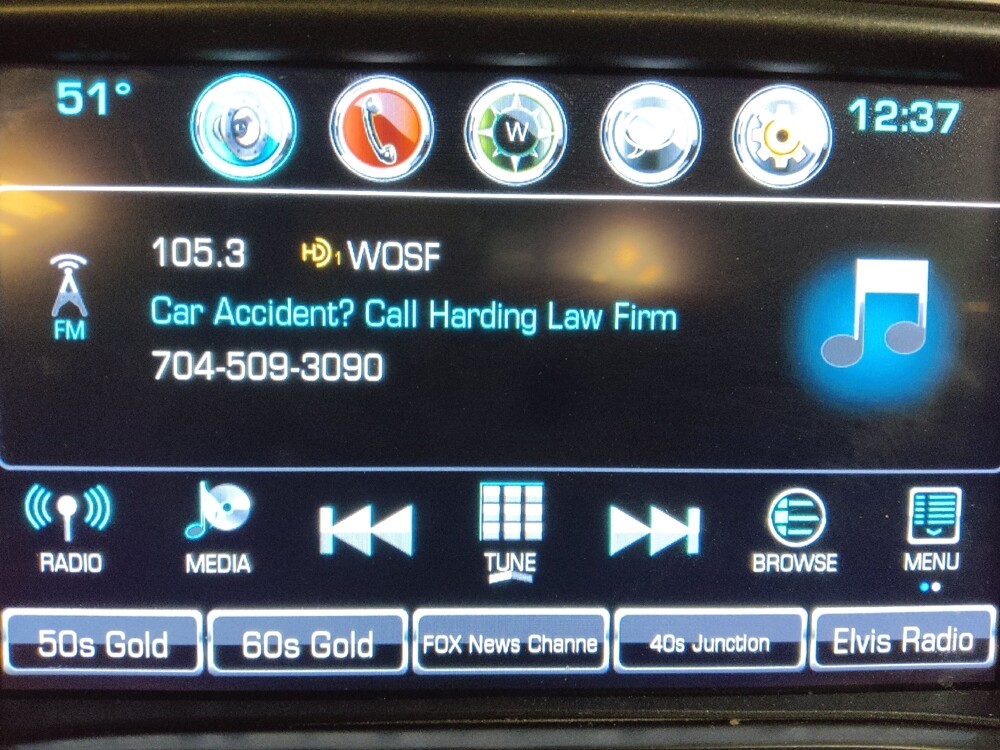 51° W 12:37
105.3 HD1 WOSF
FM Car Accident? Call Harding Law Firm
704-509-3090
RADIO MEDIA TUNE BROWSE MENU
50s Gold 60s Gold FOX News Channe 40s Junction Elvis Radio